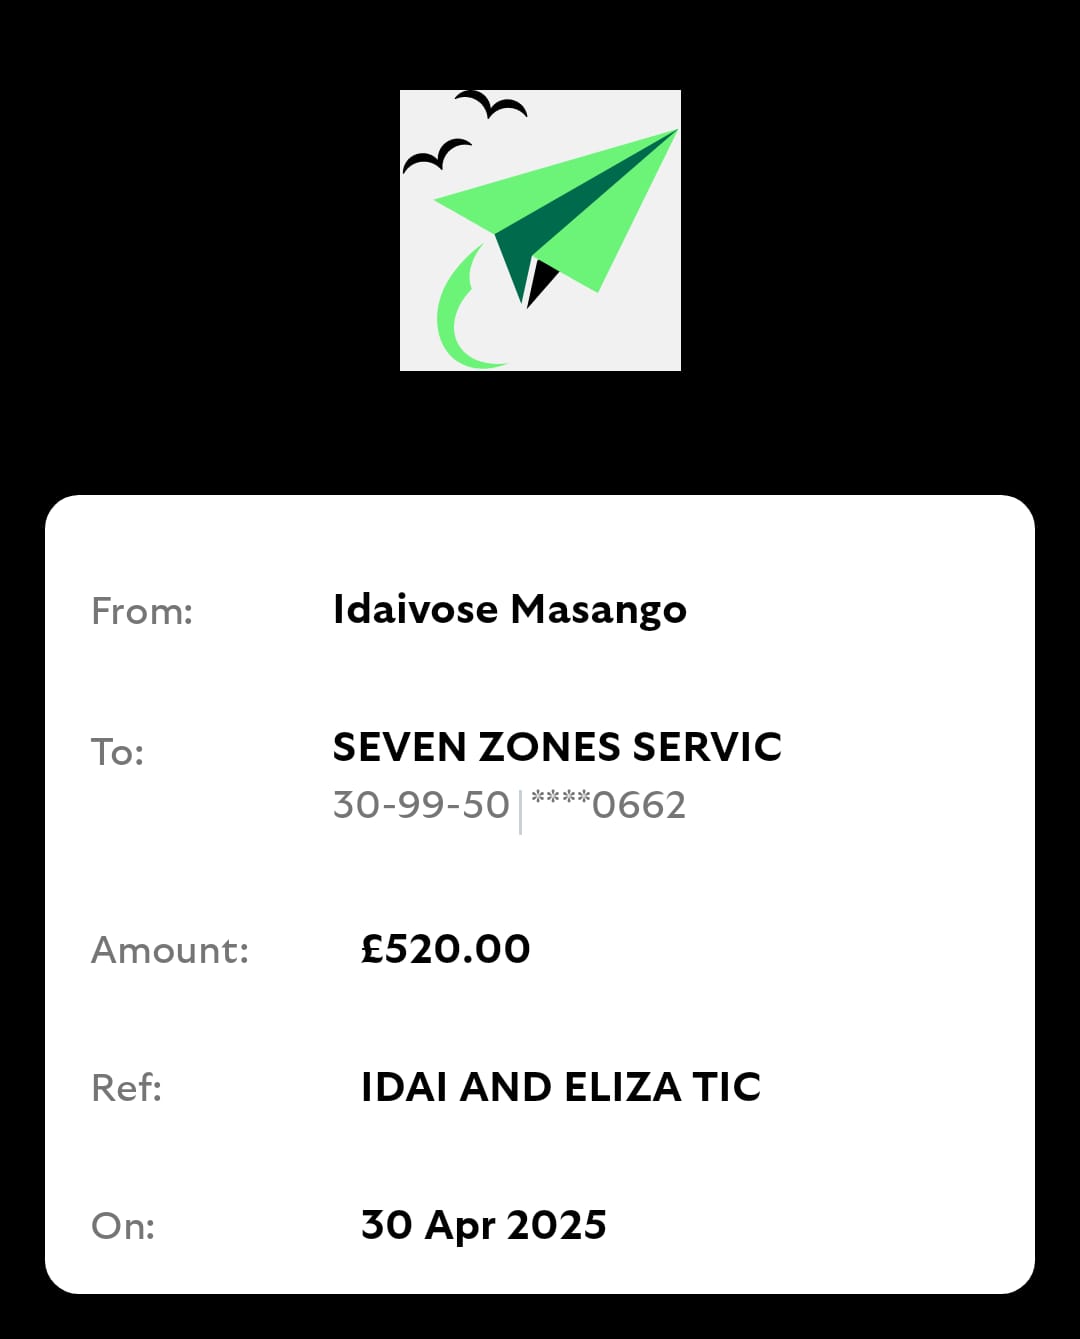 From: Idaivose Masango
To: SEVEN ZONES SERVIC
30-99-50 | ****0662
Amount: £520.00
Ref: IDAI AND ELIZA TIC
On: 30 Apr 2025